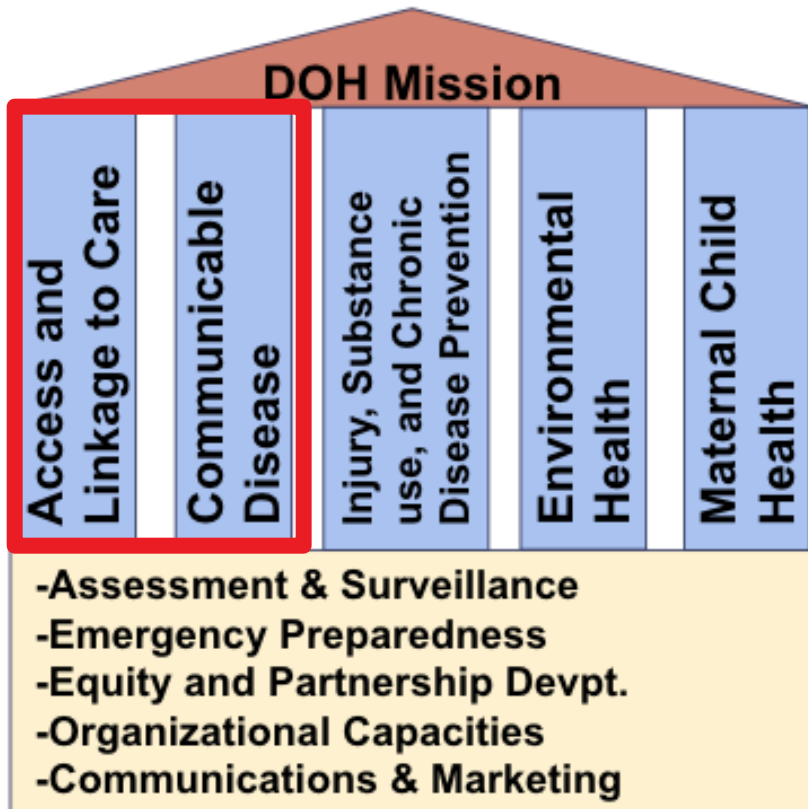 DOH Mission
Access and
Linkage to Care
Communicable
Disease
Injury, Substance
use, and Chronic
Disease Prevention
Environmental
Health
Maternal Child
Health
-Assessment & Surveillance
-Emergency Preparedness
-Equity and Partnership Devpt.
-Organizational Capacities
-Communications & Marketing